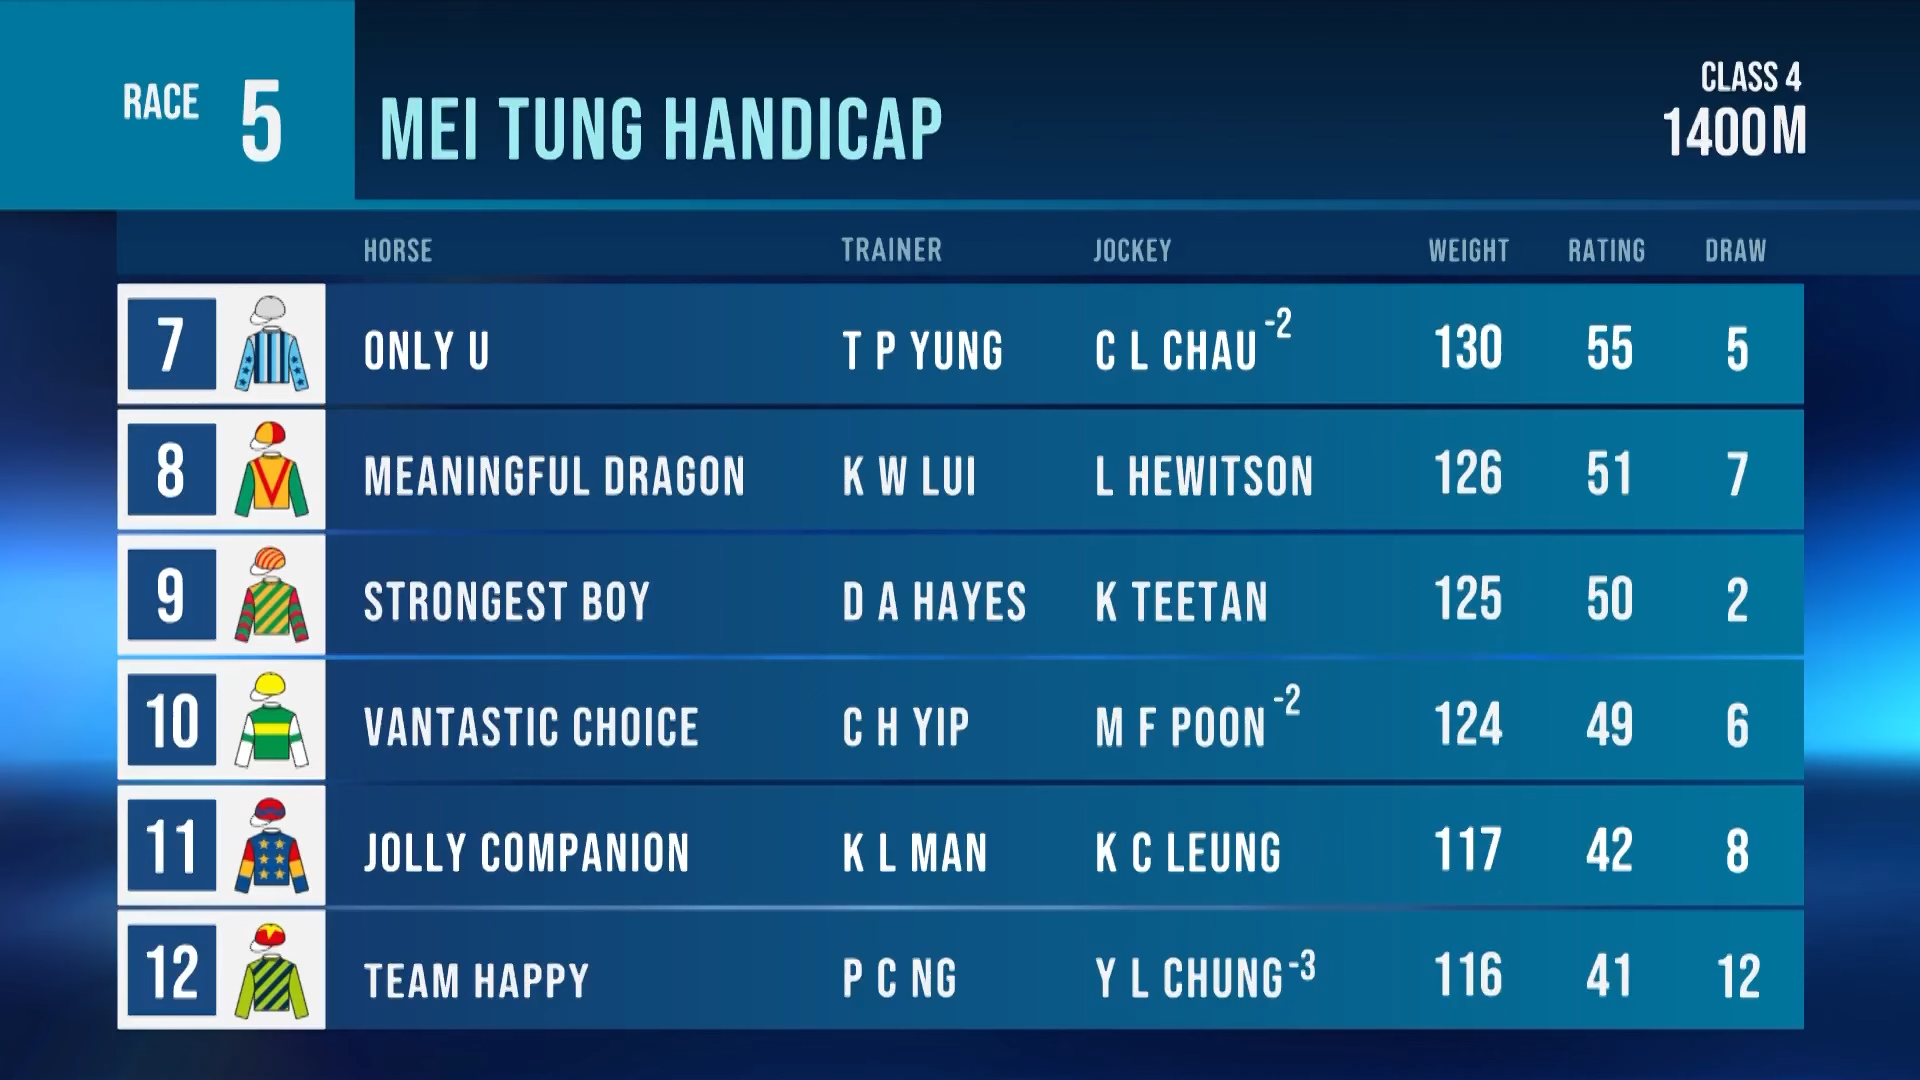 RACE 5
MEI TUNG HANDICAP
CLASS 4
1400M
HORSE TRAINER JOCKEY WEIGHT RATING DRAW
7 ONLY U T P YUNG C L CHAU -2 130 55 5
8 MEANINGFUL DRAGON K W LUI L HEWITSON 126 51 7
9 STRONGEST BOY D A HAYES K TEETAN 125 50 2
10 VANTASTIC CHOICE C H YIP M F POON -2 124 49 6
11 JOLLY COMPANION K L MAN K C LEUNG 117 42 8
12 TEAM HAPPY P C NG Y L CHUNG -3 116 41 12